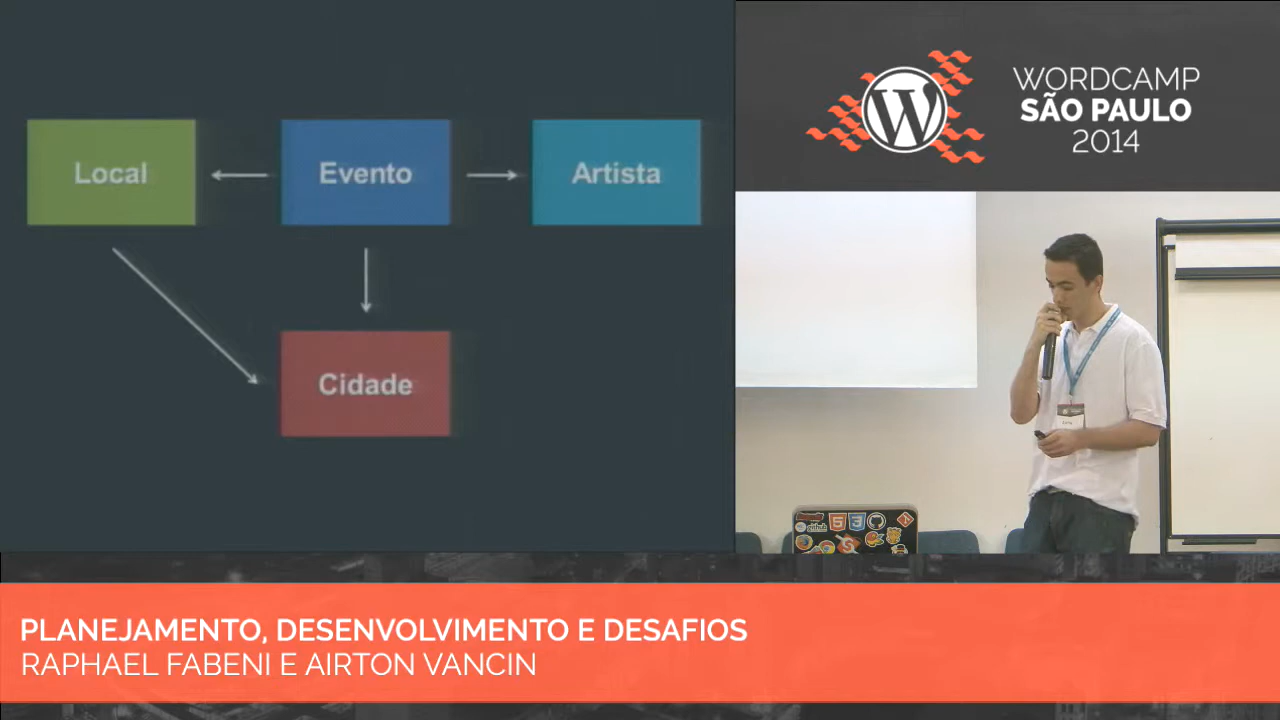 Local
Evento
Artista
Cidade
WORDCAMP
SÃO PAULO
2014
PLANEJAMENTO, DESENVOLVIMENTO E DESAFIOS
RAPHAEL FABENI E AIRTON VANCIN